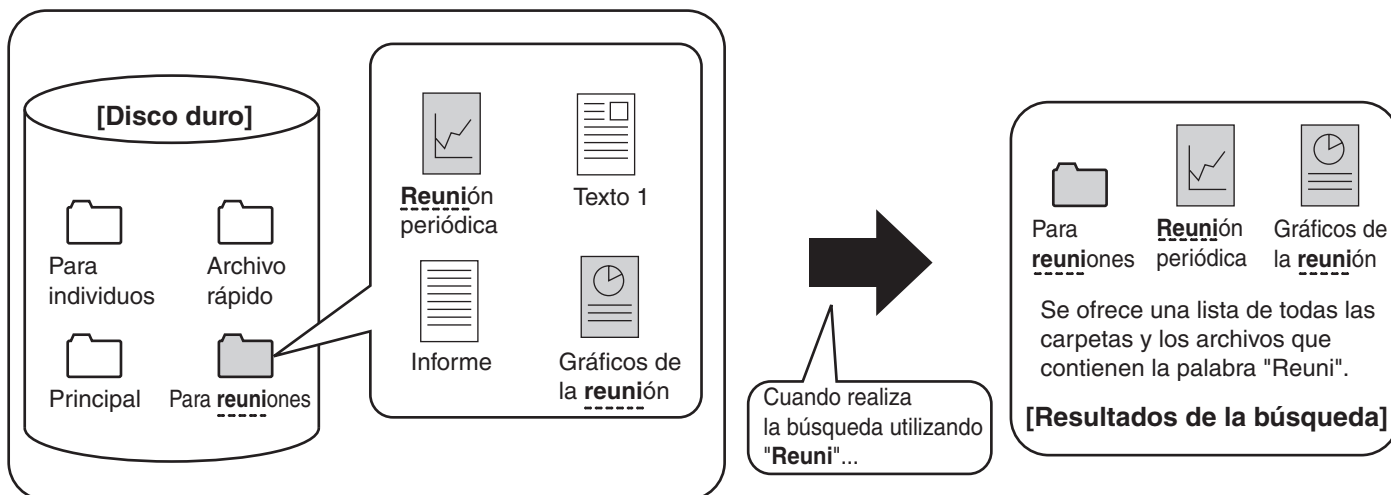 [Disco duro]
Para
individuos
Archivo
rápido
Principal
Para reuniones
Reunión
periódica
Texto 1
Informe
Gráficos de
la reunión
Cuando realiza
la búsqueda utilizando
"Reuni"...
Para
reuniones
Reunión
periódica
Gráficos de
la reunión
Se ofrece una lista de todas las
carpetas y los archivos que
contienen la palabra "Reuni".
[Resultados de la búsqueda]